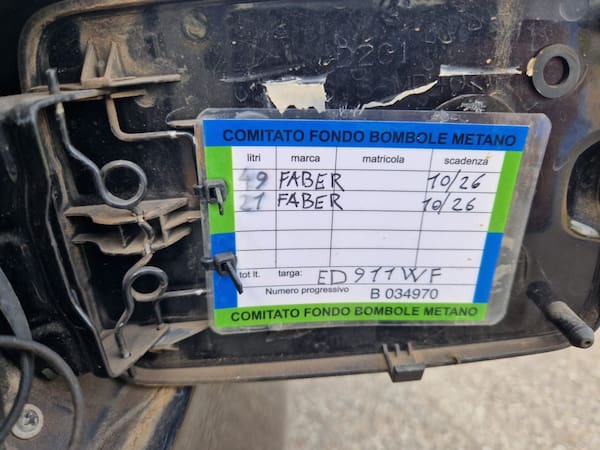 COMITATO FONDO BOMBOLE METANO
litri marca matricola scadenza
49 FABER 10/26
21 FABER 10/26
tot lt. targa: ED911WF
Numero progressivo B 034970
COMITATO FONDO BOMBOLE METANO